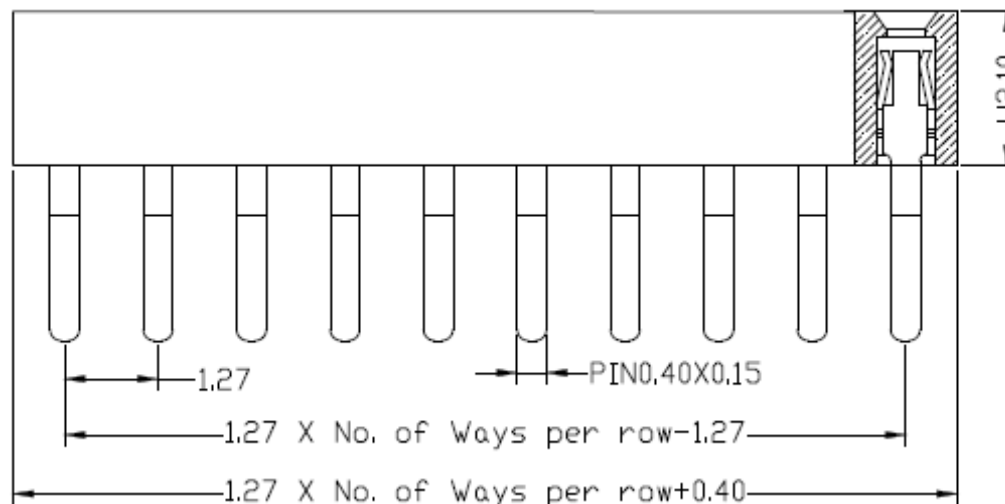 1.27
PIN0.40X0.15
1.27 X No. of Ways per row-1.27
1.27 X No. of Ways per row+0.40